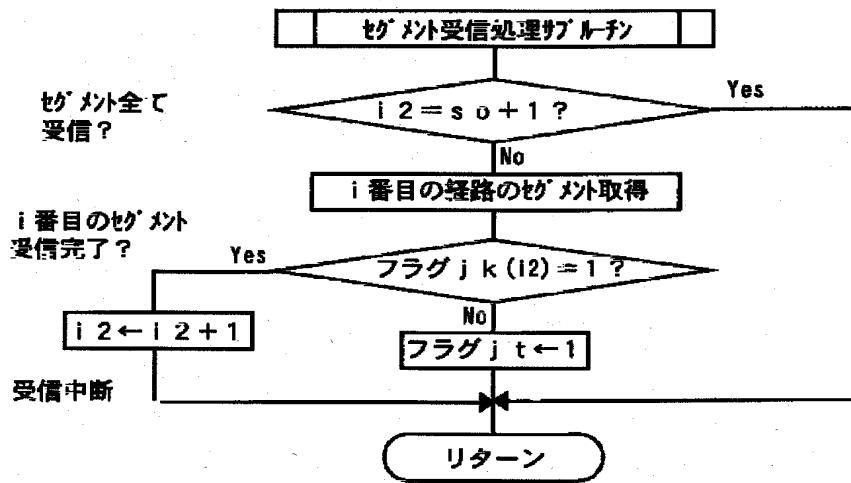 ｾｸﾞﾒﾝﾄ受信処理ｻﾌﾞﾙｰﾁﾝ
ｾｸﾞﾒﾝﾄ全て
受信？
ｉ２＝ｓｏ＋１？
Yes
No
ｉ番目の経路のｾｸﾞﾒﾝﾄ取得
ｉ番目のｾｸﾞﾒﾝﾄ
受信完了？
Yes
フラグｊｋ(i2)＝１？
No
ｉ２←ｉ２＋１
フラグｊｔ←１
受信中断
リターン